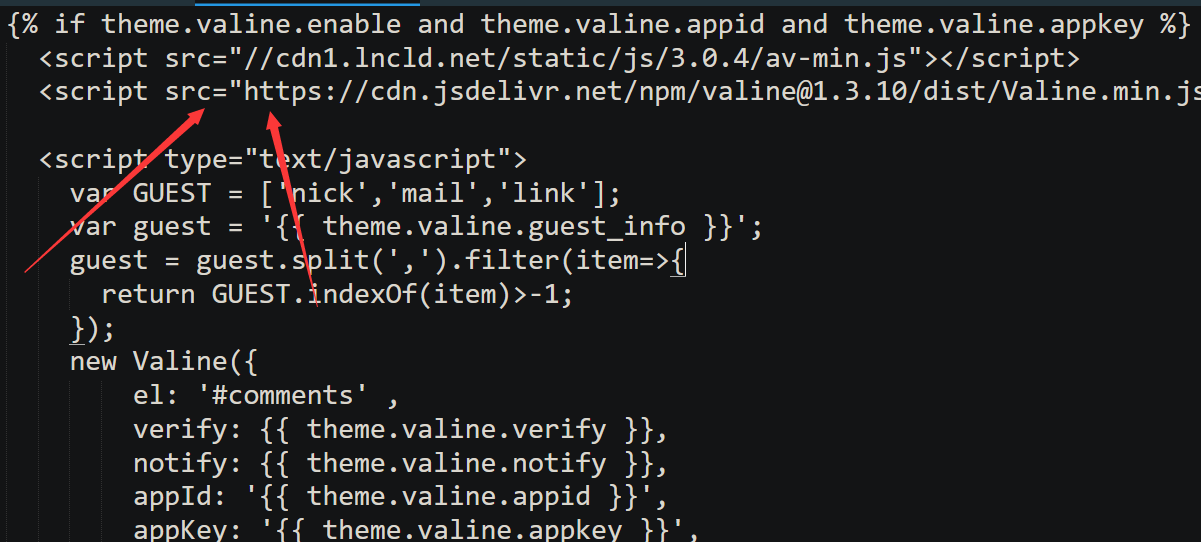 {% if theme.valine.enable and theme.valine.appid and theme.valine.appkey %}
<script src="//cdn1.lncld.net/static/js/3.0.4/av-min.js"></script>
<script src="https://cdn.jsdelivr.net/npm/valine@1.3.10/dist/Valine.min.js
<script type="text/javascript">
var GUEST = ['nick','mail','link'];
var guest = '{{ theme.valine.guest_info }}';
guest = guest.split(',').filter(item=>{
return GUEST.indexOf(item)>-1;
});
new Valine({
el: '#comments' ,
verify: {{ theme.valine.verify }},
notify: {{ theme.valine.notify }},
appId: '{{ theme.valine.appid }}',
appKey: '{{ theme.valine.appkey }}',